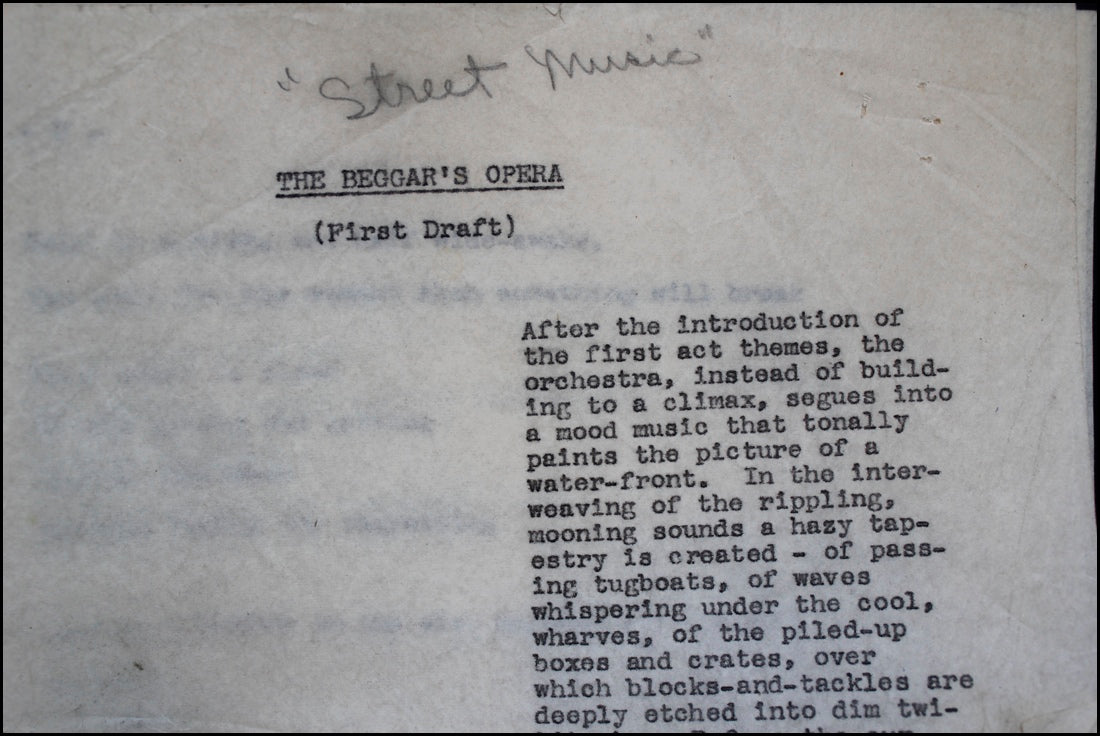 "Street Music"
THE BEGGAR'S OPERA
(First Draft)
After the introduction of
the first act themes, the
orchestra, instead of build-
ing to a climax, segues into
a mood music that tonally
paints the picture of a
water-front. In the inter-
weaving of the rippling,
mooning sounds a hazy tap-
estry is created - of pass-
ing tugboats, of waves
whispering under the cool,
wharves, of the piled-up
boxes and crates, over
which blocks-and-tackles are
deeply etched into dim twi-
something will break